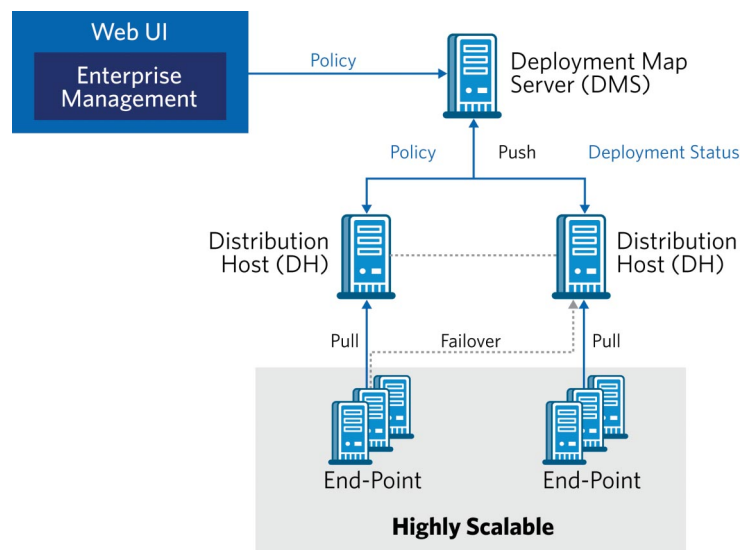 Web UI
Enterprise
Management
Policy
Deployment Map
Server (DMS)
Policy
Push
Deployment Status
Distribution
Host (DH)
Distribution
Host (DH)
Pull
Failover
Pull
End-Point
End-Point
Highly Scalable